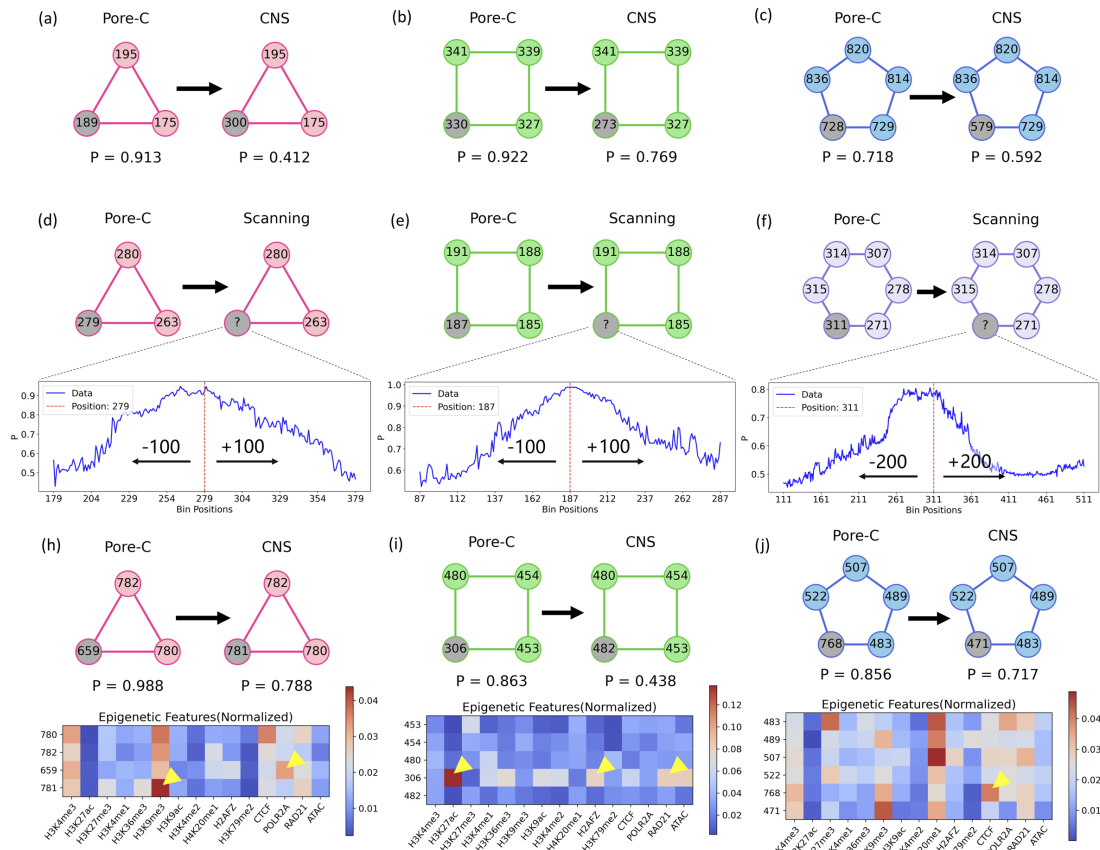 (a) Pore-C CNS
195 195
189 175 300 175
P = 0.913 P = 0.412
(b) Pore-C CNS
341 339 341 339
330 327 273 327
P = 0.922 P = 0.769
(c) Pore-C CNS
820 820
836 814 836 814
728 729 579 729
P = 0.718 P = 0.592
(d) Pore-C Scanning
280 280
279 263 ? 263
Data
Position: 279
-100 +100
P
0.9
0.8
0.7
0.6
0.5
179 204 229 254 279 304 329 354 379
Bin Positions
(e) Pore-C Scanning
191 188 191 188
187 185 ? 185
Data
Position: 187
-100 +100
P
1.0
0.9
0.8
0.7
0.6
87 112 137 162 187 212 237 262 287
Bin Positions
(f) Pore-C Scanning
314 307 314 307
315 278 315 278
311 271 ? 271
Data
Position: 311
-200 +200
P
0.8
0.7
0.6
0.5
111 161 211 261 311 361 411 461 511
Bin Positions
(h) Pore-C CNS
782 782
659 780 781 780
P = 0.988 P = 0.788
Epigenetic Features(Normalized)
780
782
659
781
H3K4me3 H3K27ac H3K27me3 H3K4me1 H3K36me3 H3K9me3 H3K9ac H3K4me2 H4K20me1 H2AFZ H3K79me2 CTCF POLR2A RAD21 ATAC
0.04
0.03
0.02
0.01
(i) Pore-C CNS
480 454 480 454
306 453 482 453
P = 0.863 P = 0.438
Epigenetic Features(Normalized)
453
454
480
306
482
H3K4me3 H3K27ac H3K27me3 H3K4me1 H3K36me3 H3K9me3 H3K9ac H3K4me2 H4K20me1 H2AFZ H3K79me2 CTCF POLR2A RAD21 ATAC
0.12
0.10
0.08
0.06
0.04
0.02
(j) Pore-C CNS
507 507
522 489 522 489
768 483 471 483
P = 0.856 P = 0.717
Epigenetic Features(Normalized)
483
489
507
522
768
471
K4me3 K27ac 27me3 K4me1 36me3 K9me3 K9ac K4me2 20me1 H2AFZ 79me2 CTCF POLR2A RAD21 ATAC
0.04
0.03
0.02
0.01